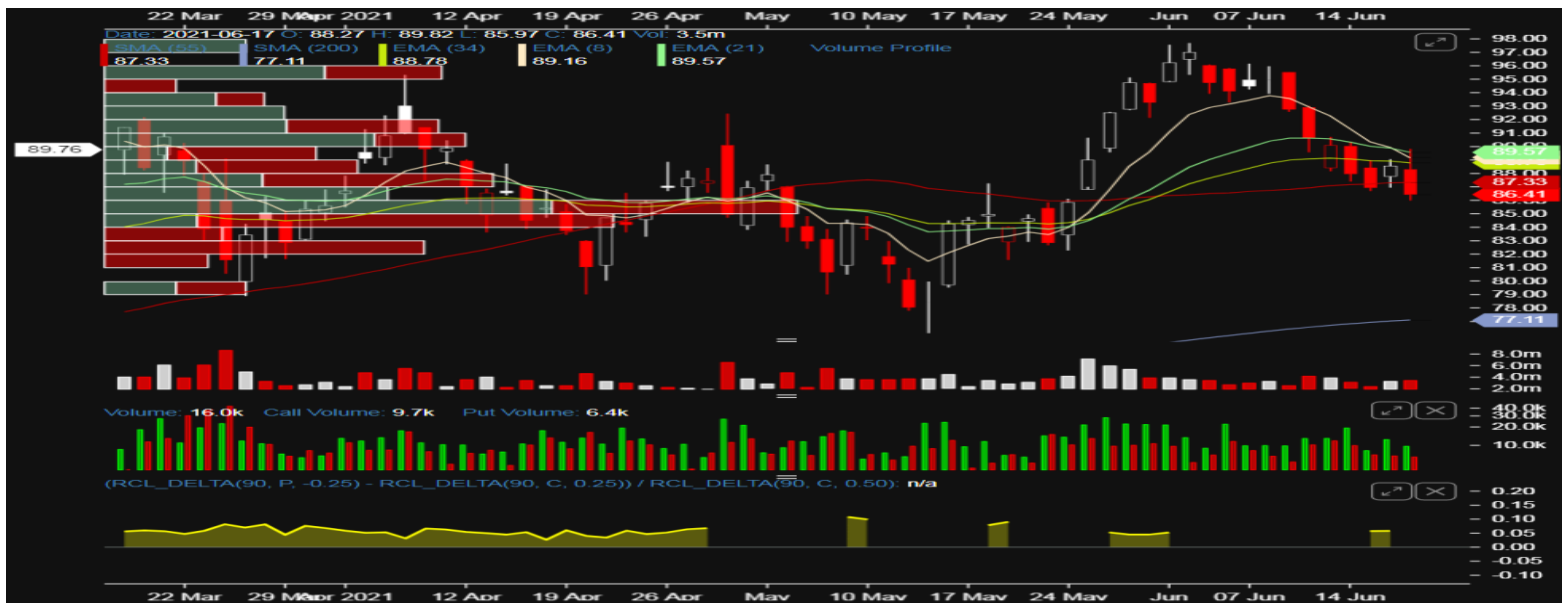 22 Mar 29 Mar Apr 2021 12 Apr 19 Apr 26 Apr May 10 May 17 May 24 May Jun 07 Jun 14 Jun
Date: 2021-06-17 O: 88.27 H: 89.82 L: 85.97 C: 86.41 Vol: 3.5m
SMA (55) SMA (200) EMA (34) EMA (8) EMA (21) Volume Profile
87.33 77.11 88.78 89.16 89.57
98.00
97.00
96.00
95.00
94.00
93.00
92.00
91.00
89.76
89.57
88.00
87.33
86.41
85.00
84.00
83.00
82.00
81.00
80.00
79.00
78.00
77.11
8.0m
6.0m
4.0m
2.0m
Volume: 16.0k Call Volume: 9.7k Put Volume: 6.4k
40.0k
30.0k
20.0k
10.0k
(RCL_DELTA(90, P, -0.25) - RCL_DELTA(90, C, 0.25)) / RCL_DELTA(90, C, 0.50): n/a
0.20
0.15
0.10
0.05
0.00
-0.05
-0.10
22 Mar 29 Mar Apr 2021 12 Apr 19 Apr 26 Apr May 10 May 17 May 24 May Jun 07 Jun 14 Jun